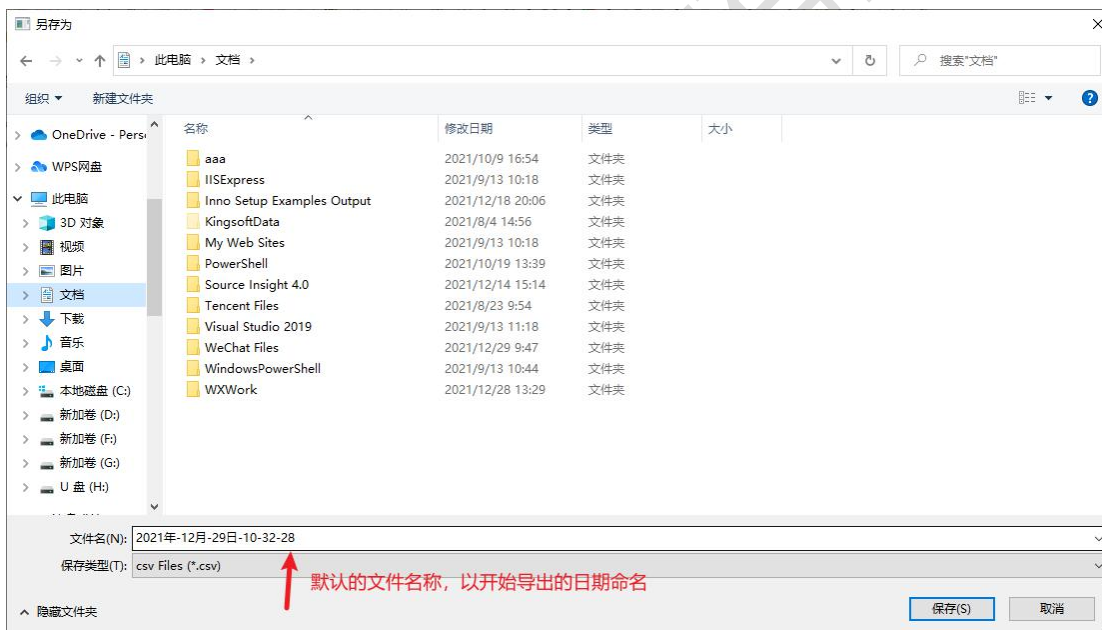 另存为
此电脑 › 文档 ›
搜索"文档"
组织 新建文件夹
名称 修改日期 类型 大小
OneDrive - Pers
WPS网盘
此电脑
3D 对象
视频
图片
文档
下载
音乐
桌面
本地磁盘 (C:)
新加卷 (D:)
新加卷 (F:)
新加卷 (G:)
U 盘 (H:)
aaa 2021/10/9 16:54 文件夹
IISExpress 2021/9/13 10:18 文件夹
Inno Setup Examples Output 2021/12/18 20:06 文件夹
KingsoftData 2021/8/4 14:56 文件夹
My Web Sites 2021/9/13 10:18 文件夹
PowerShell 2021/10/19 13:39 文件夹
Source Insight 4.0 2021/12/14 15:14 文件夹
Tencent Files 2021/8/23 9:54 文件夹
Visual Studio 2019 2021/9/13 11:18 文件夹
WeChat Files 2021/12/29 9:47 文件夹
WindowsPowerShell 2021/9/13 10:44 文件夹
WXWork 2021/12/28 13:29 文件夹
文件名(N): 2021年-12月-29日-10-32-28
保存类型(T): csv Files (*.csv)
默认的文件名称，以开始导出的日期命名
隐藏文件夹 保存(S) 取消